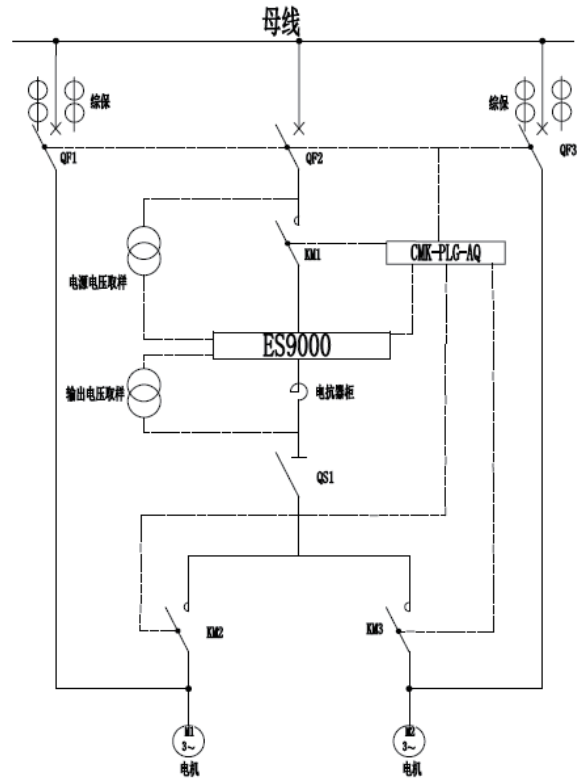 母线
综保
综保
QF1
QF2
QF3
KM1
CMK-PLG-AQ
电源电压取样
ES9000
输出电压取样
电抗器柜
QS1
KM2
KM3
M1
3~
电机
M2
3~
电机